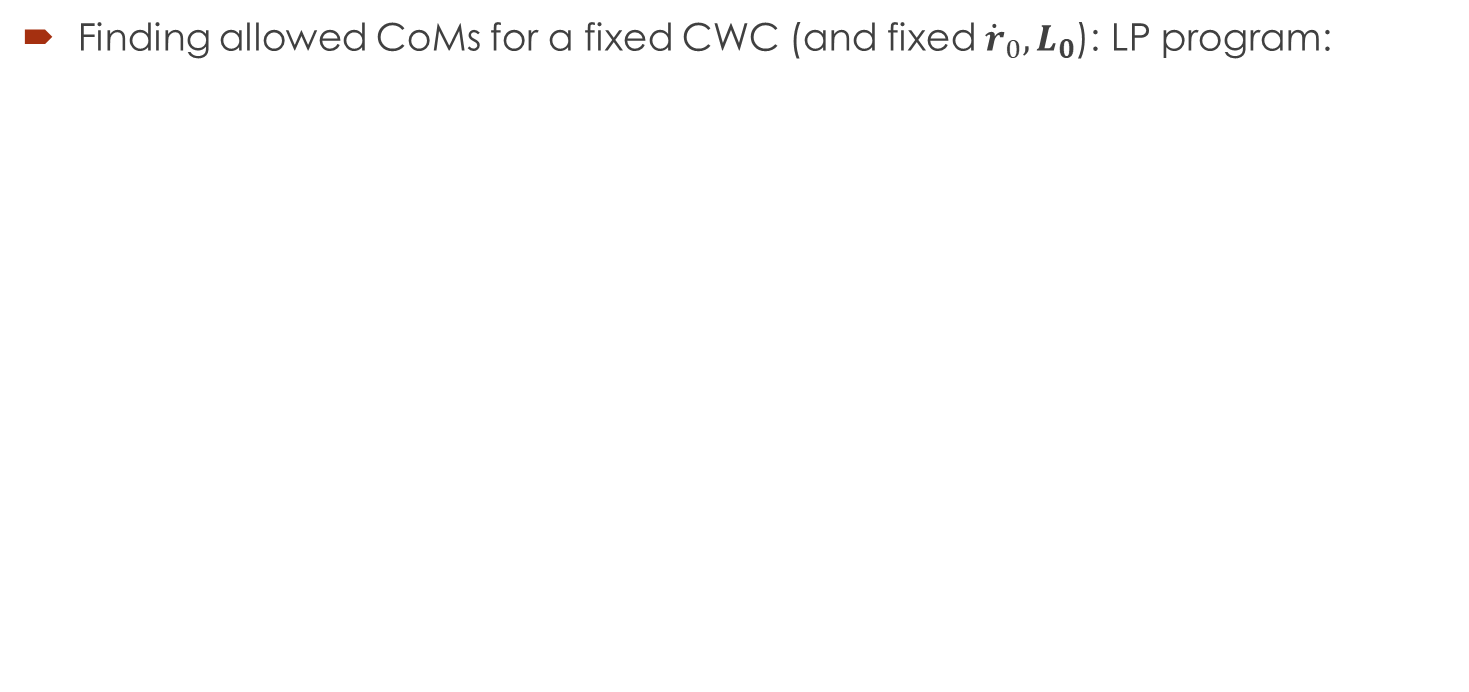 Finding allowed CoMs for a fixed CWC (and fixed ṙ₀, L₀): LP program: